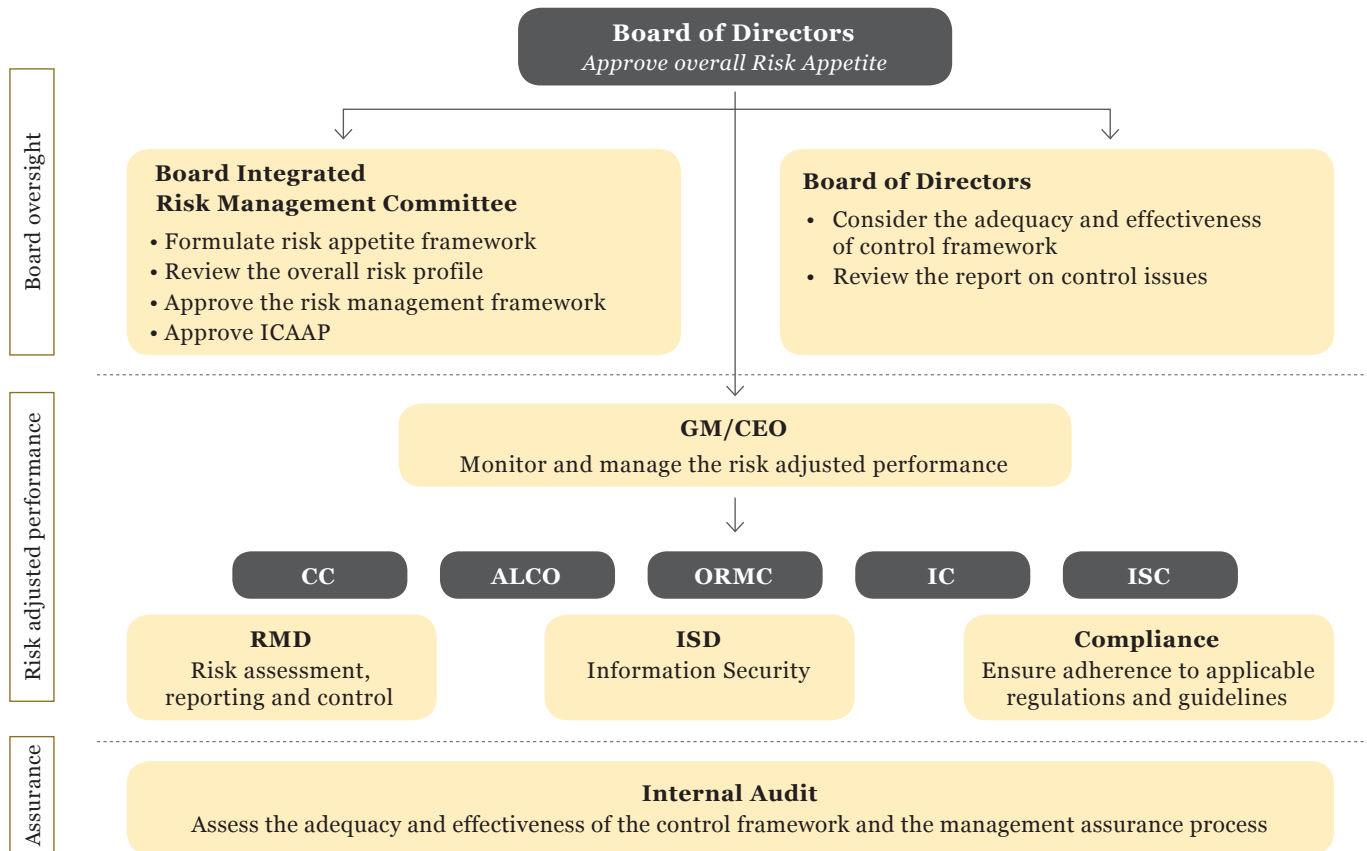 Board of Directors
Approve overall Risk Appetite
Board oversight
Board Integrated
Risk Management Committee
• Formulate risk appetite framework
• Review the overall risk profile
• Approve the risk management framework
• Approve ICAAP
Board of Directors
• Consider the adequacy and effectiveness
of control framework
• Review the report on control issues
Risk adjusted performance
GM/CEO
Monitor and manage the risk adjusted performance
CC
ALCO
ORMC
IC
ISC
RMD
Risk assessment,
reporting and control
ISD
Information Security
Compliance
Ensure adherence to applicable
regulations and guidelines
Assurance
Internal Audit
Assess the adequacy and effectiveness of the control framework and the management assurance process